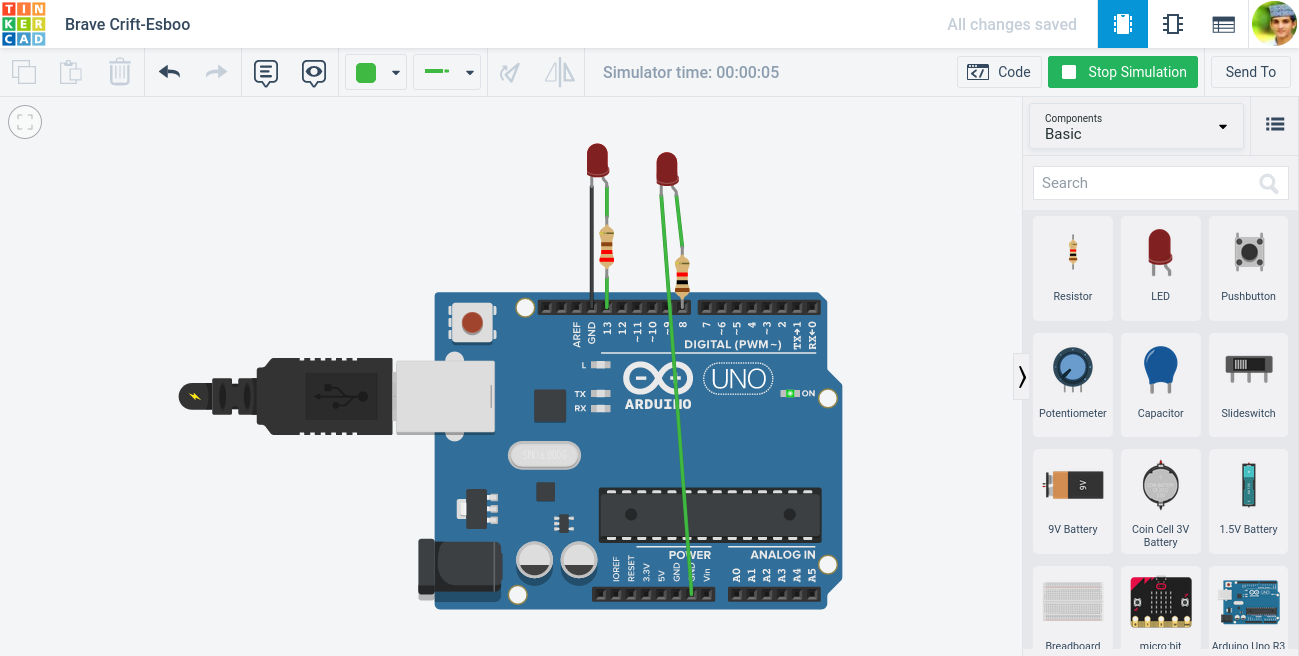 TIN
KER
CAD
Brave Crift-Esboo
All changes saved
Simulator time: 00:00:05
Code
Stop Simulation
Send To
Components
Basic
Search
Resistor
LED
Pushbutton
Potentiometer
Capacitor
Slideswitch
9V
9V Battery
Coin Cell 3V
Battery
1.5V Battery
Breadboard
micro:bit
Arduino Uno R3
AREF
GND
13
12
~11
~10
~9
8
7
~6
~5
4
~3
2
TX→1
RX←0
DIGITAL (PWM~)
L
TX
RX
ARDUINO
UNO
ON
POWER
ANALOG IN
IOREF
RESET
3.3V
5V
GND
GND
Vin
A0
A1
A2
A3
A4
A5